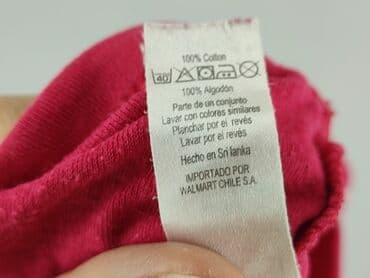 100% Cotton
40
100% Algodón
Parte de un conjunto
Lavar con colores similares
Planchar por el revés
Lavar por el revés
Hecho en Sri lanka
IMPORTADO POR
WALMART CHILE S.A.